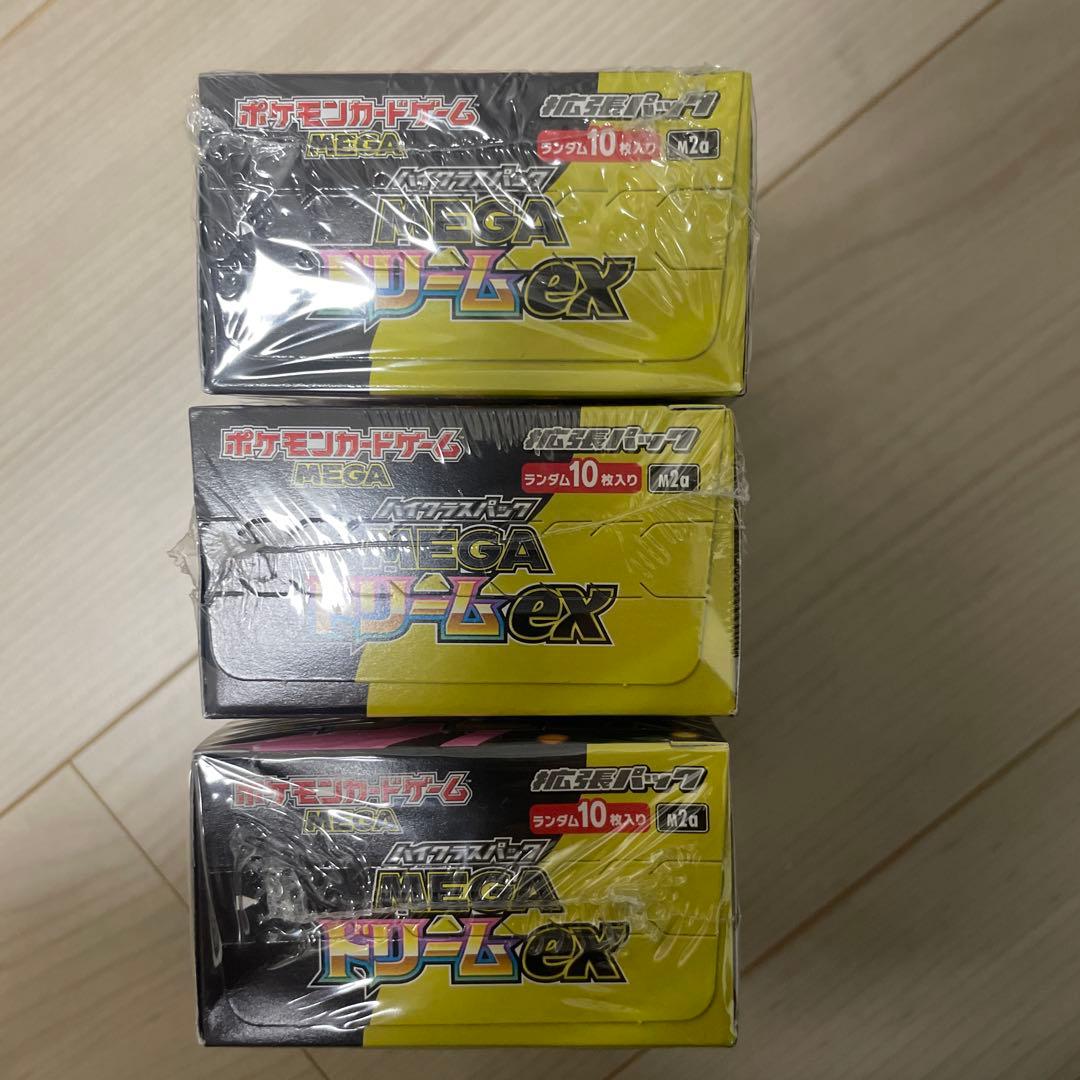 ポケモンカードゲーム
MEGA
拡張パック
ランダム10枚入り M2a
ハイクラスパック
MEGA
ドリームex
ポケモンカードゲーム
MEGA
拡張パック
ランダム10枚入り M2a
ハイクラスパック
MEGA
ドリームex
ポケモンカードゲーム
MEGA
拡張パック
ランダム10枚入り M2a
ハイクラスパック
MEGA
ドリームex